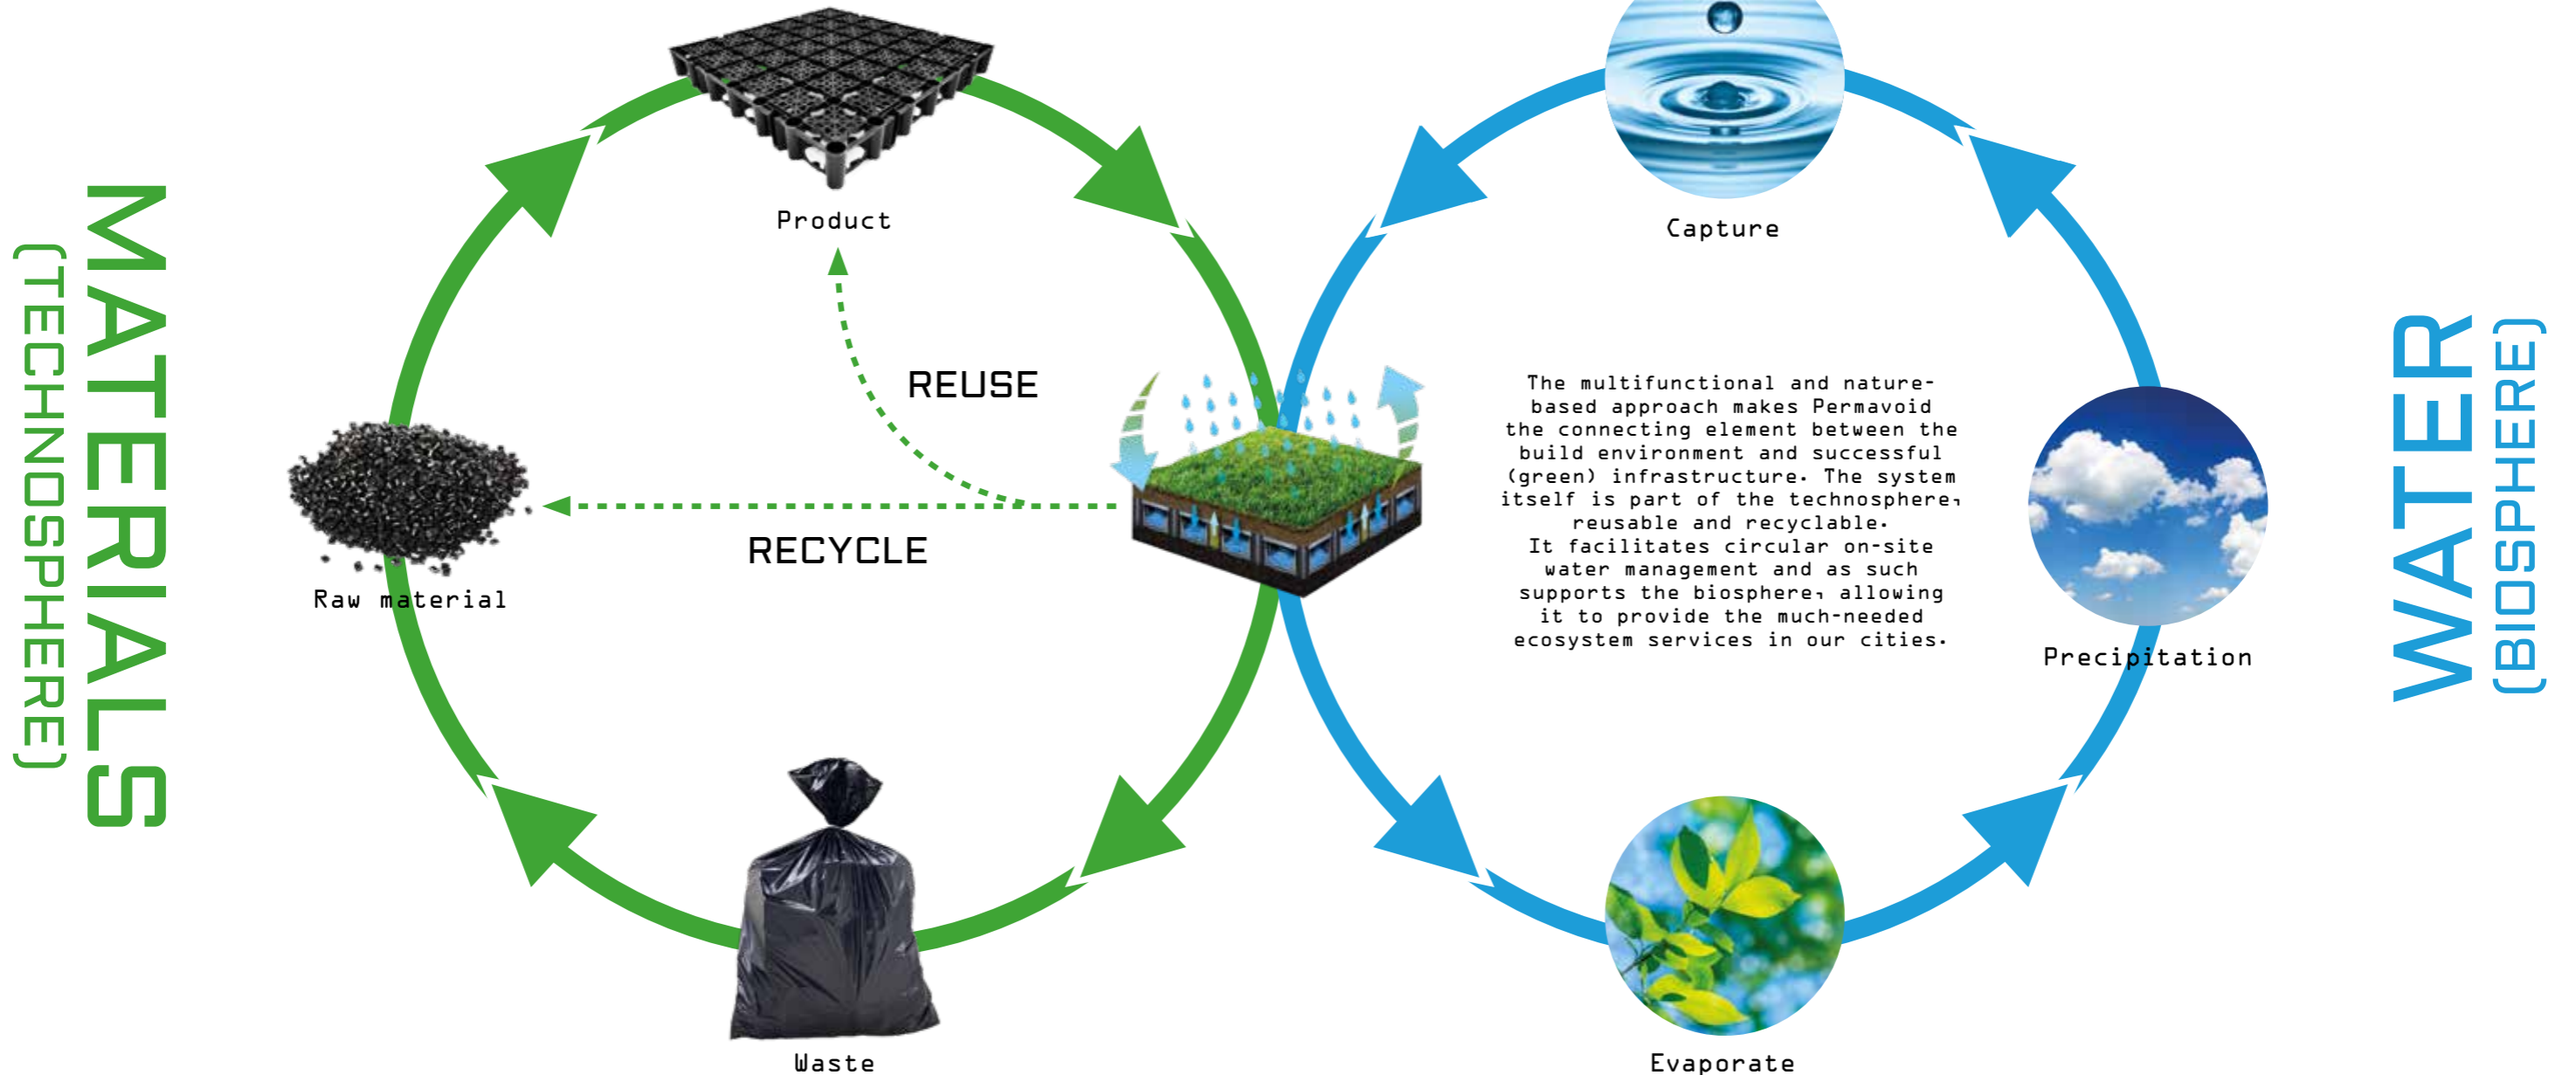 MATERIALS
(TECHNOSPHERE)
Product
REUSE
RECYCLE
Raw material
Waste
Capture
The multifunctional and nature-
based approach makes Permavoid
the connecting element between the
build environment and successful
(green) infrastructure. The system
itself is part of the technosphere,
reusable and recyclable.
It facilitates circular on-site
water management and as such
supports the biosphere, allowing
it to provide the much-needed
ecosystem services in our cities.
Precipitation
Evaporate
WATER
(BIOSPHERE)